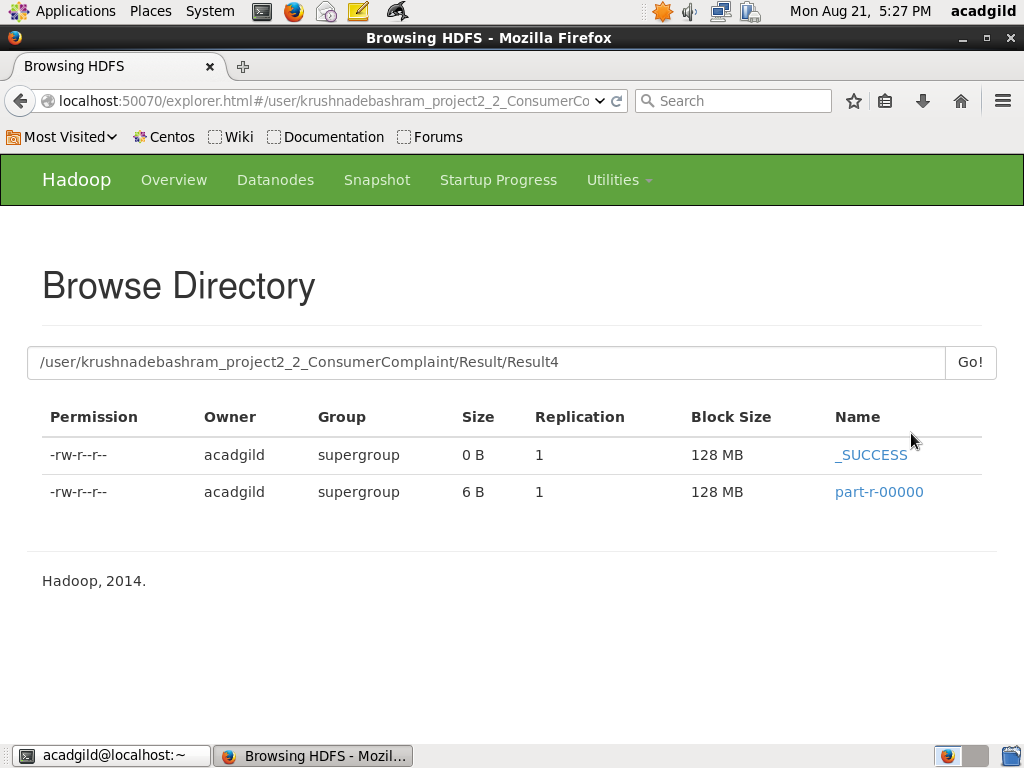 Applications Places System Mon Aug 21, 5:27 PM acadgild
Browsing HDFS - Mozilla Firefox
Browsing HDFS
localhost:50070/explorer.html#/user/krushnadebashram_project2_2_ConsumerCo Search
Most Visited Centos Wiki Documentation Forums
Hadoop Overview Datanodes Snapshot Startup Progress Utilities
Browse Directory
/user/krushnadebashram_project2_2_ConsumerComplaint/Result/Result4 Go!
Permission Owner Group Size Replication Block Size Name
-rw-r--r-- acadgild supergroup 0 B 1 128 MB _SUCCESS
-rw-r--r-- acadgild supergroup 6 B 1 128 MB part-r-00000
Hadoop, 2014.
acadgild@localhost:~ Browsing HDFS - Mozil...